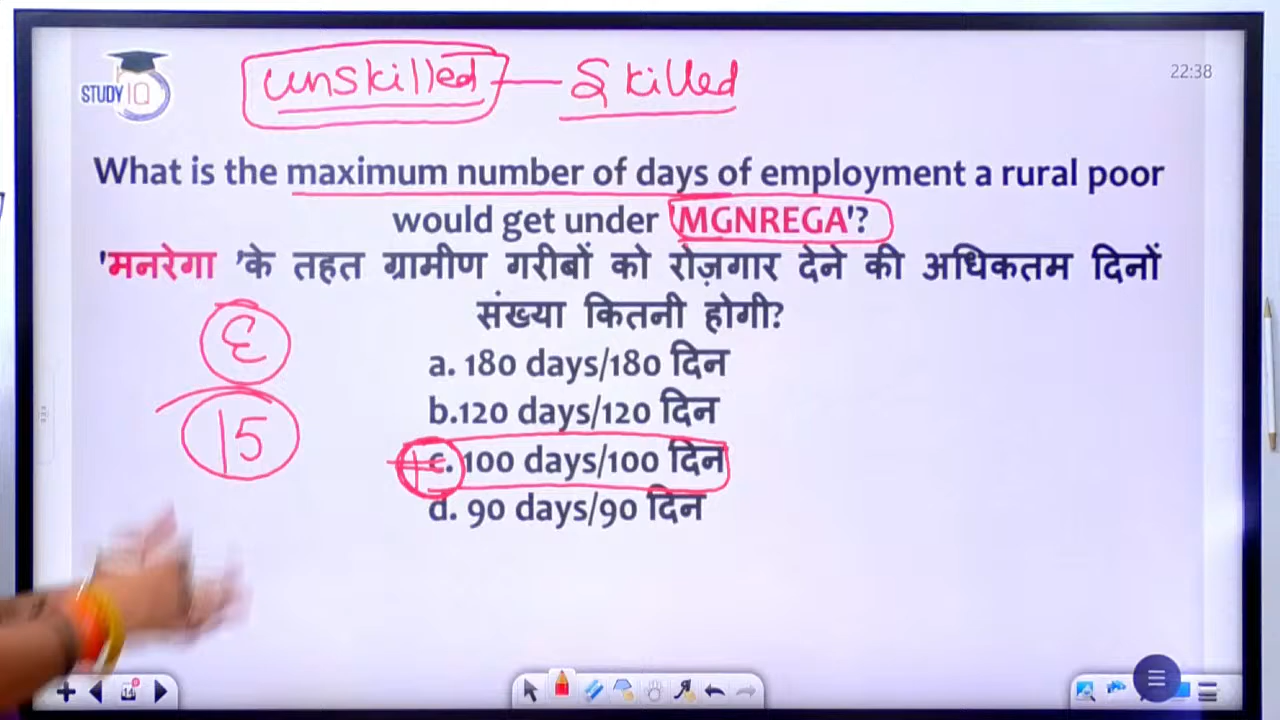 unskilled — Skilled
STUDY IQ
22:38
What is the maximum number of days of employment a rural poor
would get under 'MGNREGA'?
'मनरेगा 'के तहत ग्रामीण गरीबों को रोज़गार देने की अधिकतम दिनों
संख्या कितनी होगी?
a. 180 days/180 दिन
b.120 days/120 दिन
c. 100 days/100 दिन
d. 90 days/90 दिन
15
14